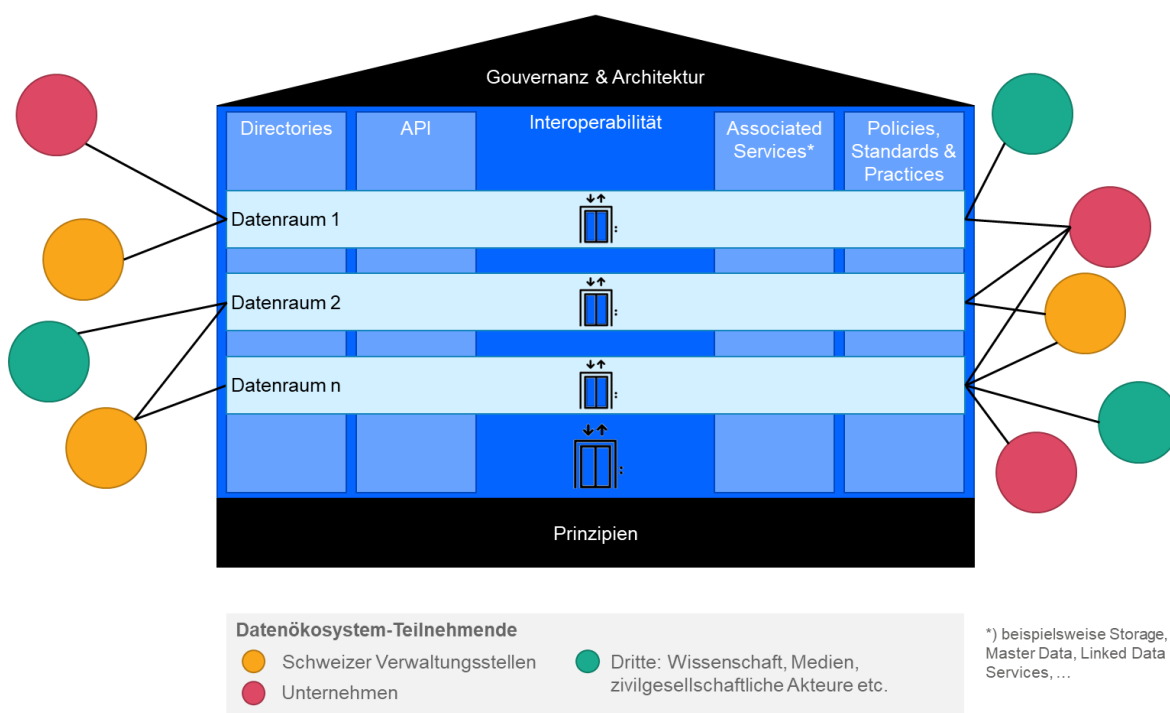 Gouvernanz & Architektur
Directories
API
Interoperabilität
Associated
Services*
Policies,
Standards &
Practices
Datenraum 1
Datenraum 2
Datenraum n
Prinzipien
Datenökosystem-Teilnehmende
Schweizer Verwaltungsstellen
Unternehmen
Dritte: Wissenschaft, Medien,
zivilgesellschaftliche Akteure etc.
*) beispielsweise Storage,
Master Data, Linked Data
Services, ...